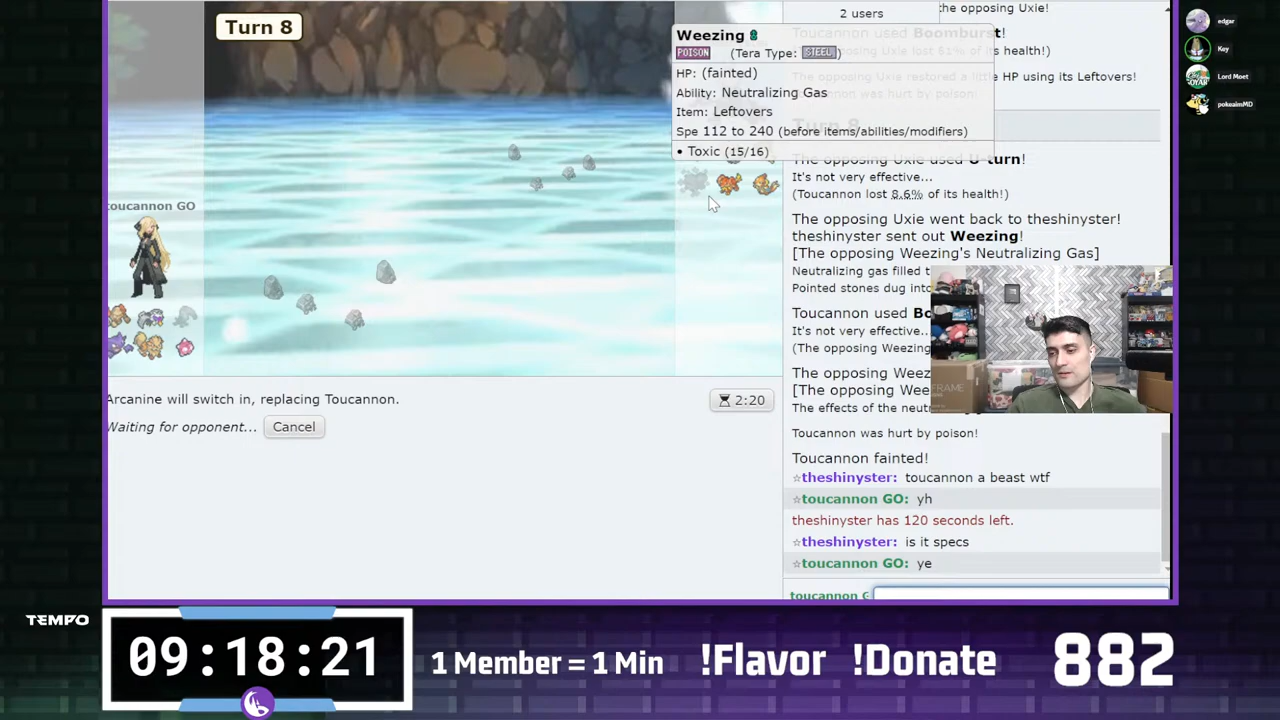 Turn 8
Weezing
POISON (Tera Type: STEEL)
HP: (fainted)
Ability: Neutralizing Gas
Item: Leftovers
Spe 112 to 240 (before items/abilities/modifiers)
• Toxic (15/16)
toucannon GO
Arcanine will switch in, replacing Toucannon.
2:20
Waiting for opponent... Cancel
2 users
the opposing Uxie!
Toucannon used Boomburst!
opposing Uxie lost 61% of its health!)
The opposing Uxie restored a little HP using its Leftovers!
Toucannon was hurt by poison!
Turn 8
The opposing Uxie used U-turn!
It's not very effective...
(Toucannon lost 8.6% of its health!)
The opposing Uxie went back to theshinyster!
theshinyster sent out Weezing!
[The opposing Weezing's Neutralizing Gas]
Neutralizing gas filled t
Pointed stones dug into
Toucannon used Bo
It's not very effective...
(The opposing Weezing
The opposing Weez
[The opposing Wee
The effects of the neut
Toucannon was hurt by poison!
Toucannon fainted!
☆theshinyster: toucannon a beast wtf
☆toucannon GO: yh
theshinyster has 120 seconds left.
☆theshinyster: is it specs
☆toucannon GO: ye
toucannon G
edgar
Key
Lord Moet
pokeaimMD
FRAME
TEMPO
09:18:21
1 Member = 1 Min
!Flavor !Donate
882